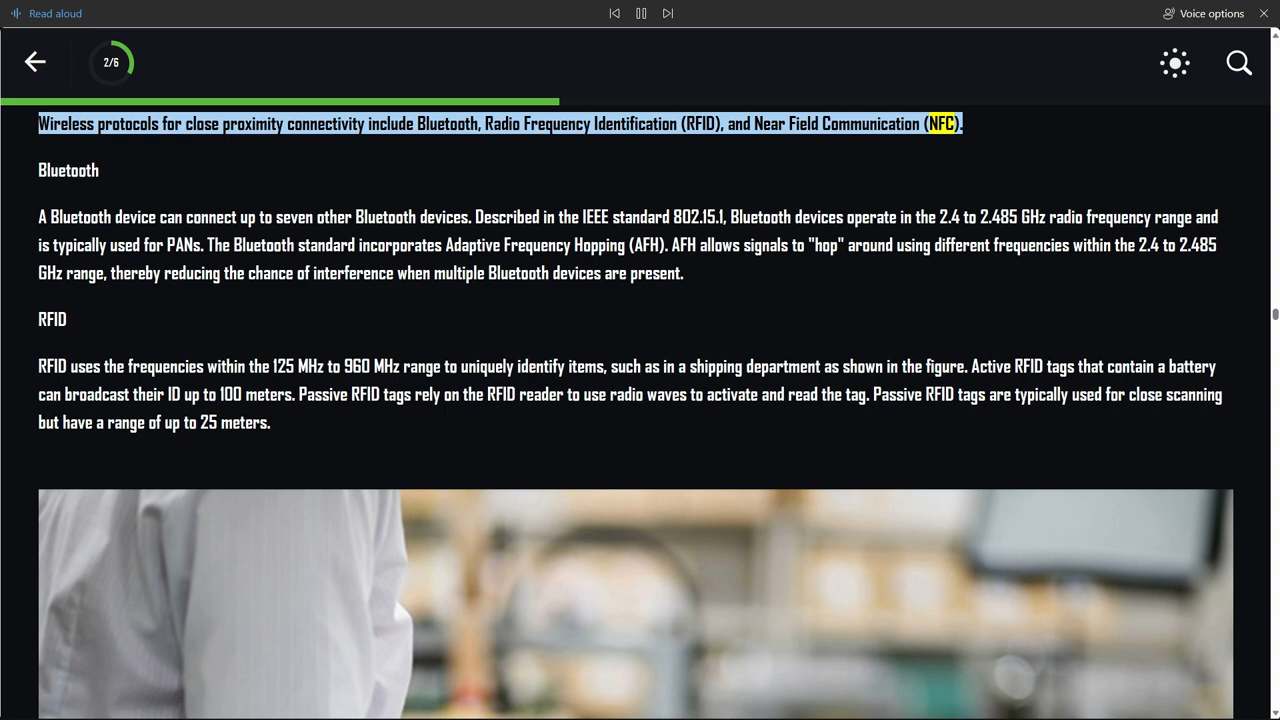 Read aloud
Voice options
2/6
Wireless protocols for close proximity connectivity include Bluetooth, Radio Frequency Identification (RFID), and Near Field Communication (NFC).
Bluetooth
A Bluetooth device can connect up to seven other Bluetooth devices. Described in the IEEE standard 802.15.1, Bluetooth devices operate in the 2.4 to 2.485 GHz radio frequency range and
is typically used for PANs. The Bluetooth standard incorporates Adaptive Frequency Hopping (AFH). AFH allows signals to "hop" around using different frequencies within the 2.4 to 2.485
GHz range, thereby reducing the chance of interference when multiple Bluetooth devices are present.
RFID
RFID uses the frequencies within the 125 MHz to 960 MHz range to uniquely identify items, such as in a shipping department as shown in the figure. Active RFID tags that contain a battery
can broadcast their ID up to 100 meters. Passive RFID tags rely on the RFID reader to use radio waves to activate and read the tag. Passive RFID tags are typically used for close scanning
but have a range of up to 25 meters.